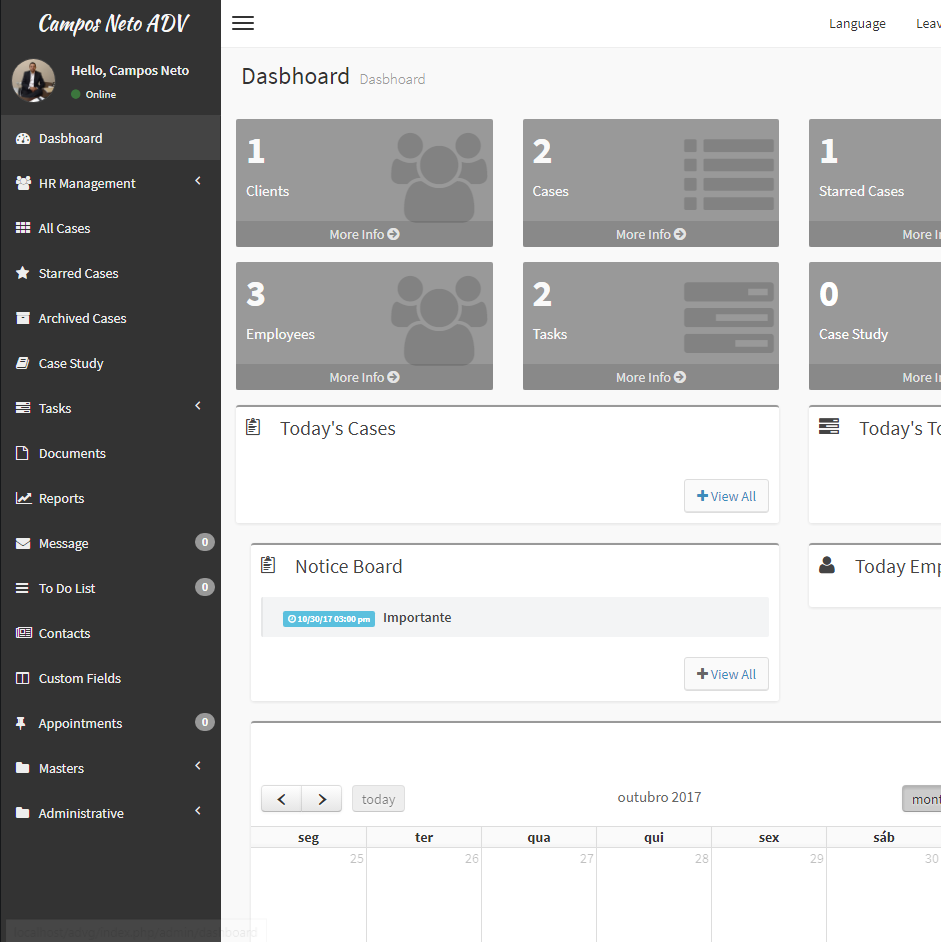 Campos Neto ADV
Hello, Campos Neto
Online
Dasbhoard
HR Management
All Cases
Starred Cases
Archived Cases
Case Study
Tasks
Documents
Reports
Message 0
To Do List 0
Contacts
Custom Fields
Appointments 0
Masters
Administrative
Language Leav
Dasbhoard Dasbhoard
1
Clients
More Info
2
Cases
More Info
1
Starred Cases
More In
3
Employees
More Info
2
Tasks
More Info
0
Case Study
More In
Today's Cases
View All
Today's To
Notice Board
10/30/17 03:00 pm Importante
View All
Today Emp
today
outubro 2017
mont
seg ter qua qui sex sáb
25 26 27 28 29 30